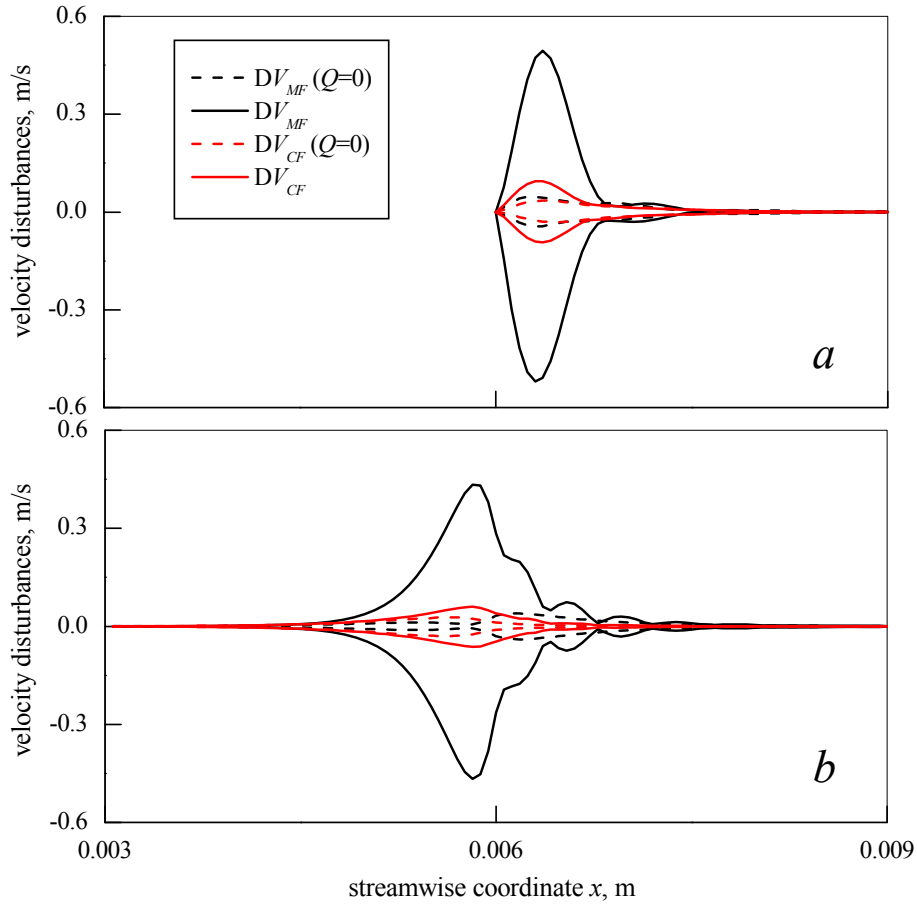 0.6
0.3
0.0
-0.3
-0.6
velocity disturbances, m/s
DV_MF (Q=0)
DV_MF
DV_CF (Q=0)
DV_CF
a
0.6
0.3
0.0
-0.3
-0.6
velocity disturbances, m/s
b
0.003
0.006
0.009
streamwise coordinate x, m